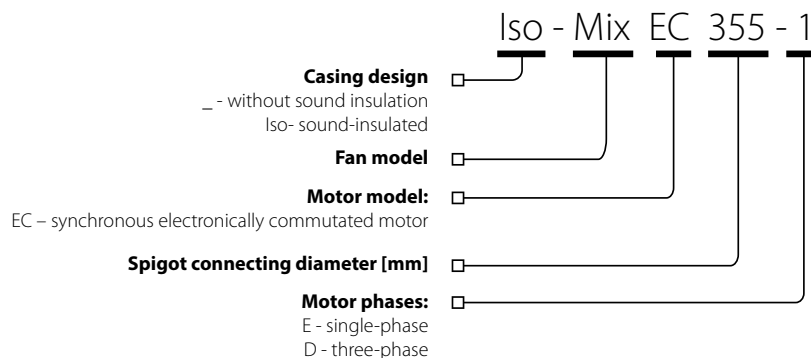 Iso - Mix EC 355 - 1
Casing design
_ - without sound insulation
Iso- sound-insulated
Fan model
Motor model:
EC – synchronous electronically commutated motor
Spigot connecting diameter [mm]
Motor phases:
E - single-phase
D - three-phase